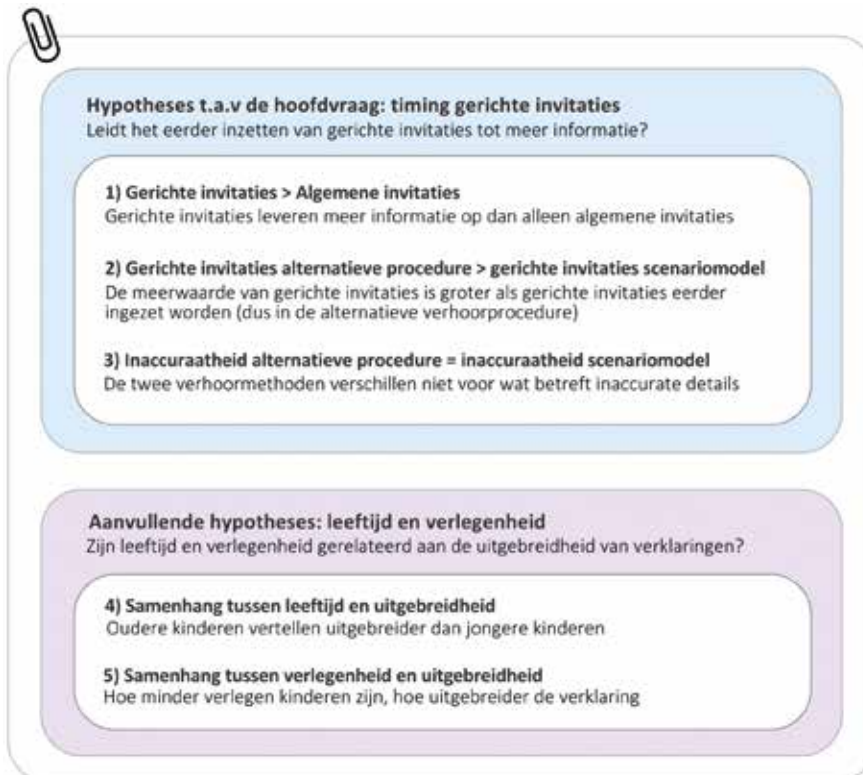 Hypotheses t.a.v de hoofdvraag: timing gerichte invitaties
Leidt het eerder inzetten van gerichte invitaties tot meer informatie?
1) Gerichte invitaties > Algemene invitaties
Gerichte invitaties leveren meer informatie op dan alleen algemene invitaties
2) Gerichte invitaties alternatieve procedure > gerichte invitaties scenariomodel
De meerwaarde van gerichte invitaties is groter als gerichte invitaties eerder
ingezet worden (dus in de alternatieve verhoorprocedure)
3) Inaccuraatheid alternatieve procedure = inaccuraatheid scenariomodel
De twee verhoormethoden verschillen niet voor wat betreft inaccurate details
Aanvullende hypotheses: leeftijd en verlegenheid
Zijn leeftijd en verlegenheid gerelateerd aan de uitgebreidheid van verklaringen?
4) Samenhang tussen leeftijd en uitgebreidheid
Oudere kinderen vertellen uitgebreider dan jongere kinderen
5) Samenhang tussen verlegenheid en uitgebreidheid
Hoe minder verlegen kinderen zijn, hoe uitgebreider de verklaring